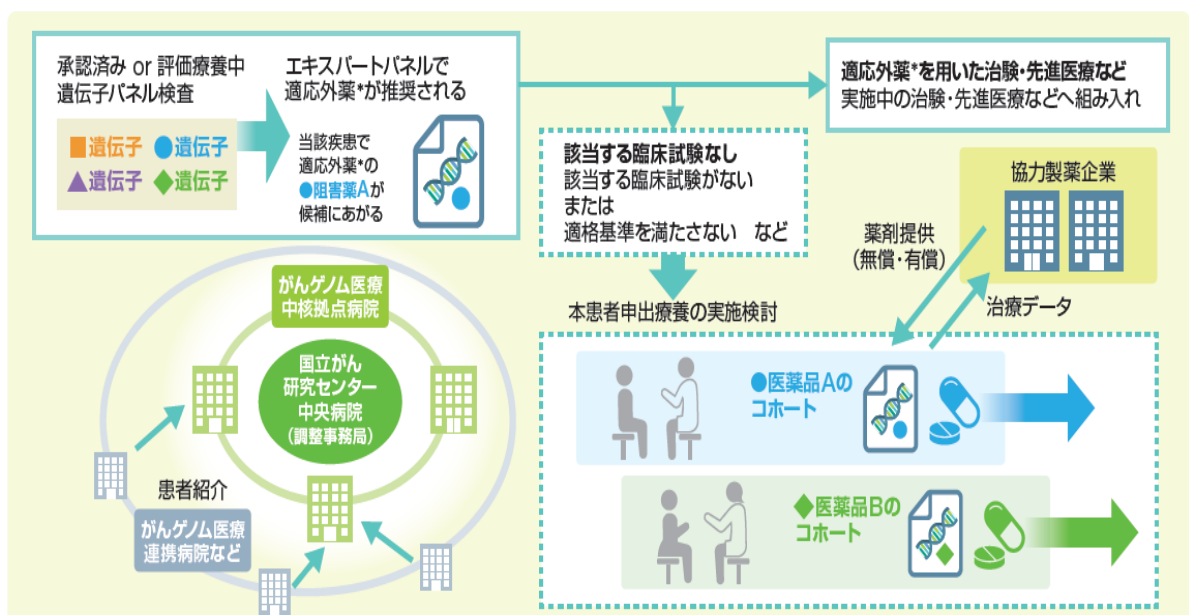 承認済み or 評価療養中
遺伝子パネル検査
■遺伝子 ●遺伝子
▲遺伝子 ◆遺伝子
エキスパートパネルで
適応外薬*が推奨される
当該疾患で
適応外薬*の
●阻害薬Aが
候補にあがる
適応外薬*を用いた治験・先進医療など
実施中の治験・先進医療などへ組み入れ
該当する臨床試験なし
該当する臨床試験がない
または
適格基準を満たさない など
協力製薬企業
薬剤提供
(無償・有償)
治療データ
本患者申出療養の実施検討
●医薬品Aの
コホート
◆医薬品Bの
コホート
がんゲノム医療
中核拠点病院
国立がん
研究センター
中央病院
(調整事務局)
患者紹介
がんゲノム医療
連携病院など